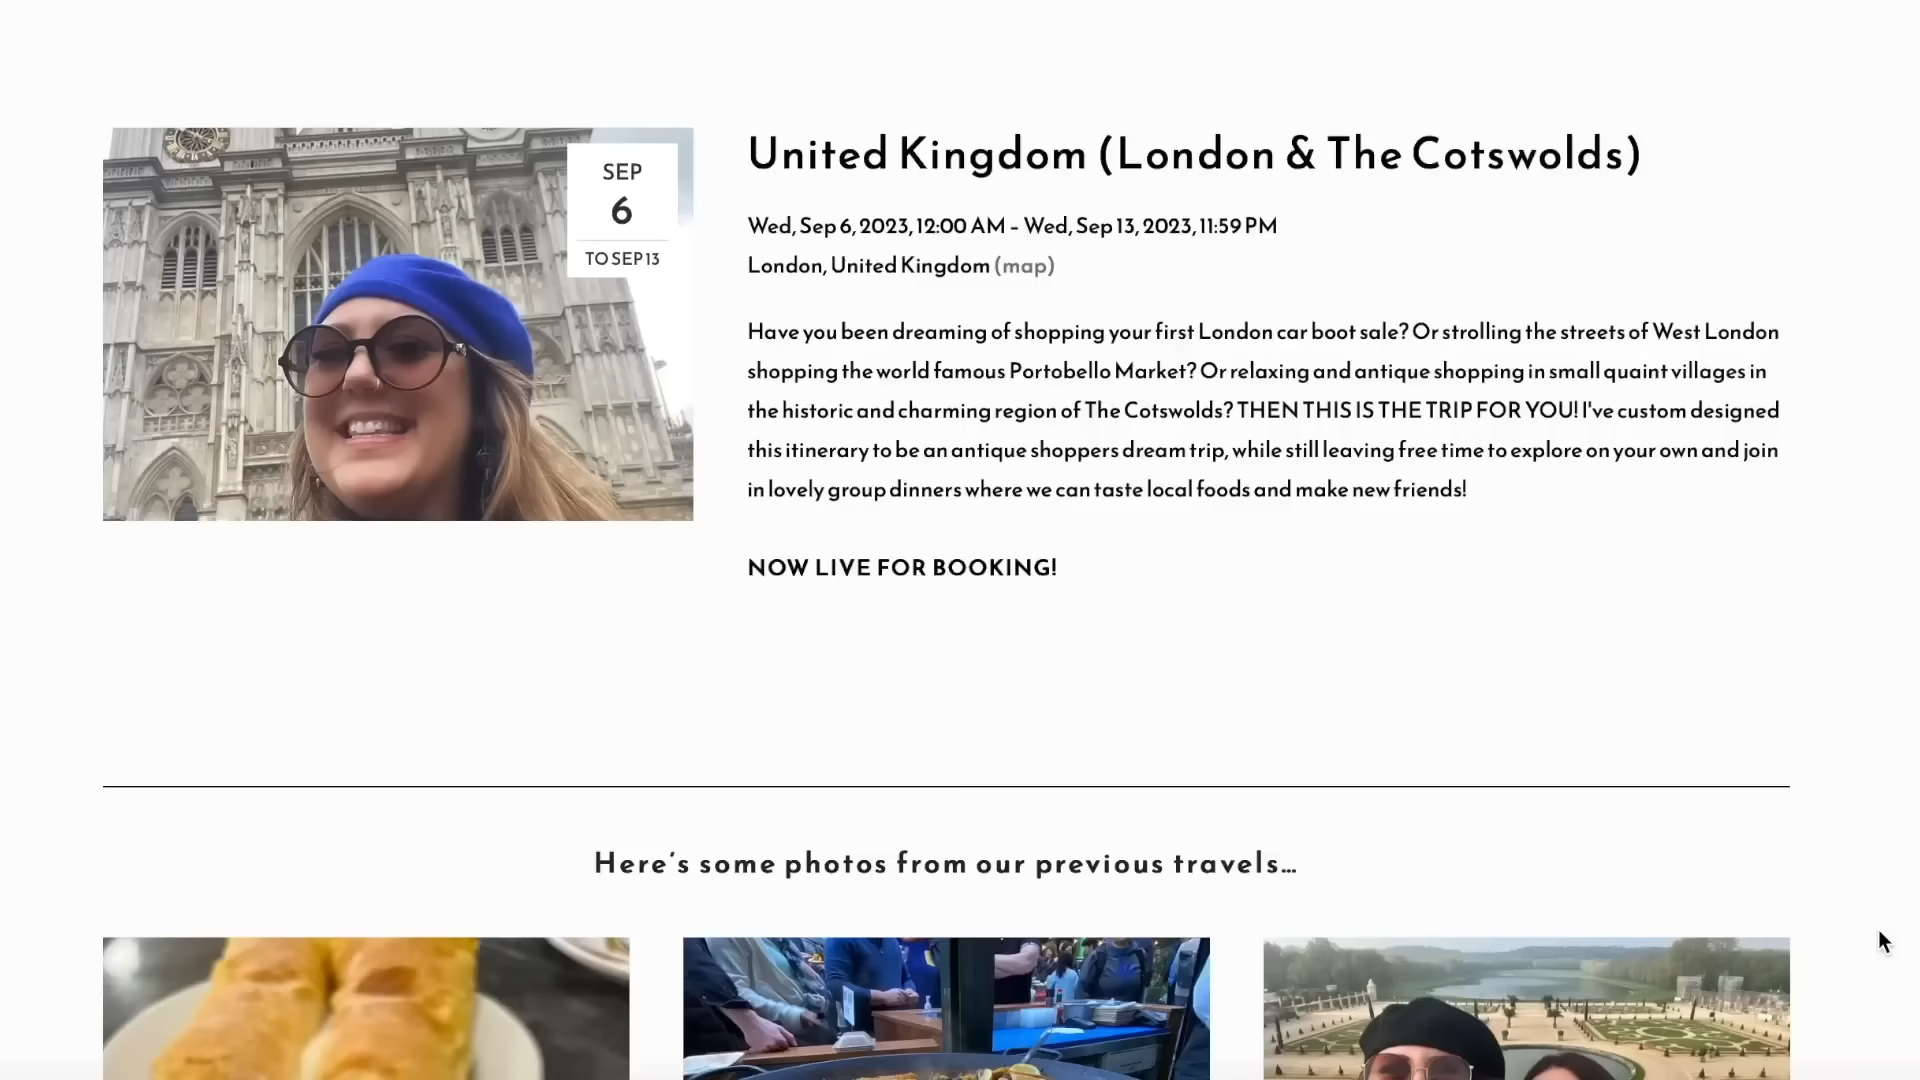 SEP
6
TO SEP 13
United Kingdom (London & The Cotswolds)
Wed, Sep 6, 2023, 12:00 AM – Wed, Sep 13, 2023, 11:59 PM
London, United Kingdom (map)
Have you been dreaming of shopping your first London car boot sale? Or strolling the streets of West London
shopping the world famous Portobello Market? Or relaxing and antique shopping in small quaint villages in
the historic and charming region of The Cotswolds? THEN THIS IS THE TRIP FOR YOU! I've custom designed
this itinerary to be an antique shoppers dream trip, while still leaving free time to explore on your own and join
in lovely group dinners where we can taste local foods and make new friends!
NOW LIVE FOR BOOKING!
Here's some photos from our previous travels...